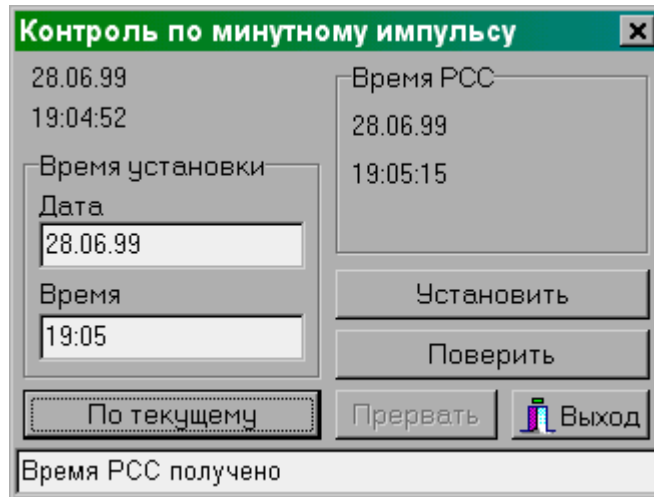 Контроль по минутному импульсу
28.06.99
19:04:52
Время РСС
28.06.99
19:05:15
Время установки
Дата
28.06.99
Время
19:05
Установить
Поверить
По текущему
Прервать
Выход
Время РСС получено